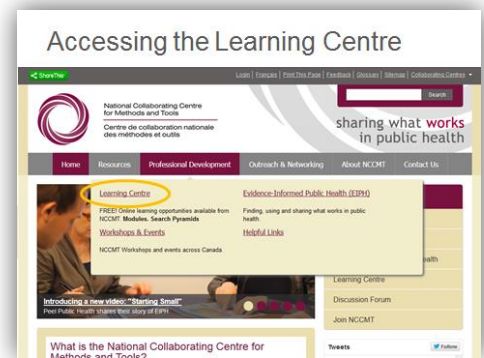 Accessing the Learning Centre
ShareThis
Login | Français | Print This Page | Feedback | Glossary | Sitemap | Collaborating Centres
Search
National Collaborating Centre
for Methods and Tools
Centre de collaboration nationale
des méthodes et outils
sharing what works
in public health
Home Resources Professional Development Outreach & Networking About NCCMT Contact Us
Learning Centre
FREE! Online learning opportunities available from
NCCMT. Modules. Search Pyramids
Workshops & Events
NCCMT Workshops and events across Canada.
Evidence-Informed Public Health (EIPH)
Finding, using and sharing what works in public
health.
Helpful Links
Learning Centre
Discussion Forum
Join NCCMT
Introducing a new video: "Starting Small"
Peel Public Health shares their story of EIPH
What is the National Collaborating Centre for
Methods and Tools?
Tweets
Follow